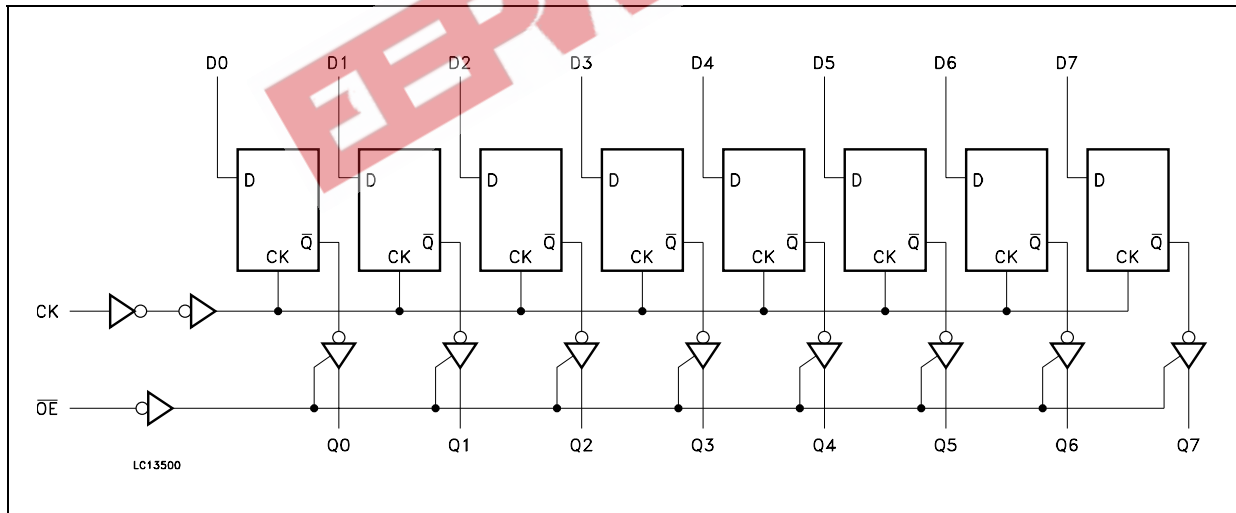 D0 D1 D2 D3 D4 D5 D6 D7
D D D D D D D D
Q̅ Q̅ Q̅ Q̅ Q̅ Q̅ Q̅ Q̅
CK CK CK CK CK CK CK CK
CK
O̅E̅
Q0 Q1 Q2 Q3 Q4 Q5 Q6 Q7
LC13500